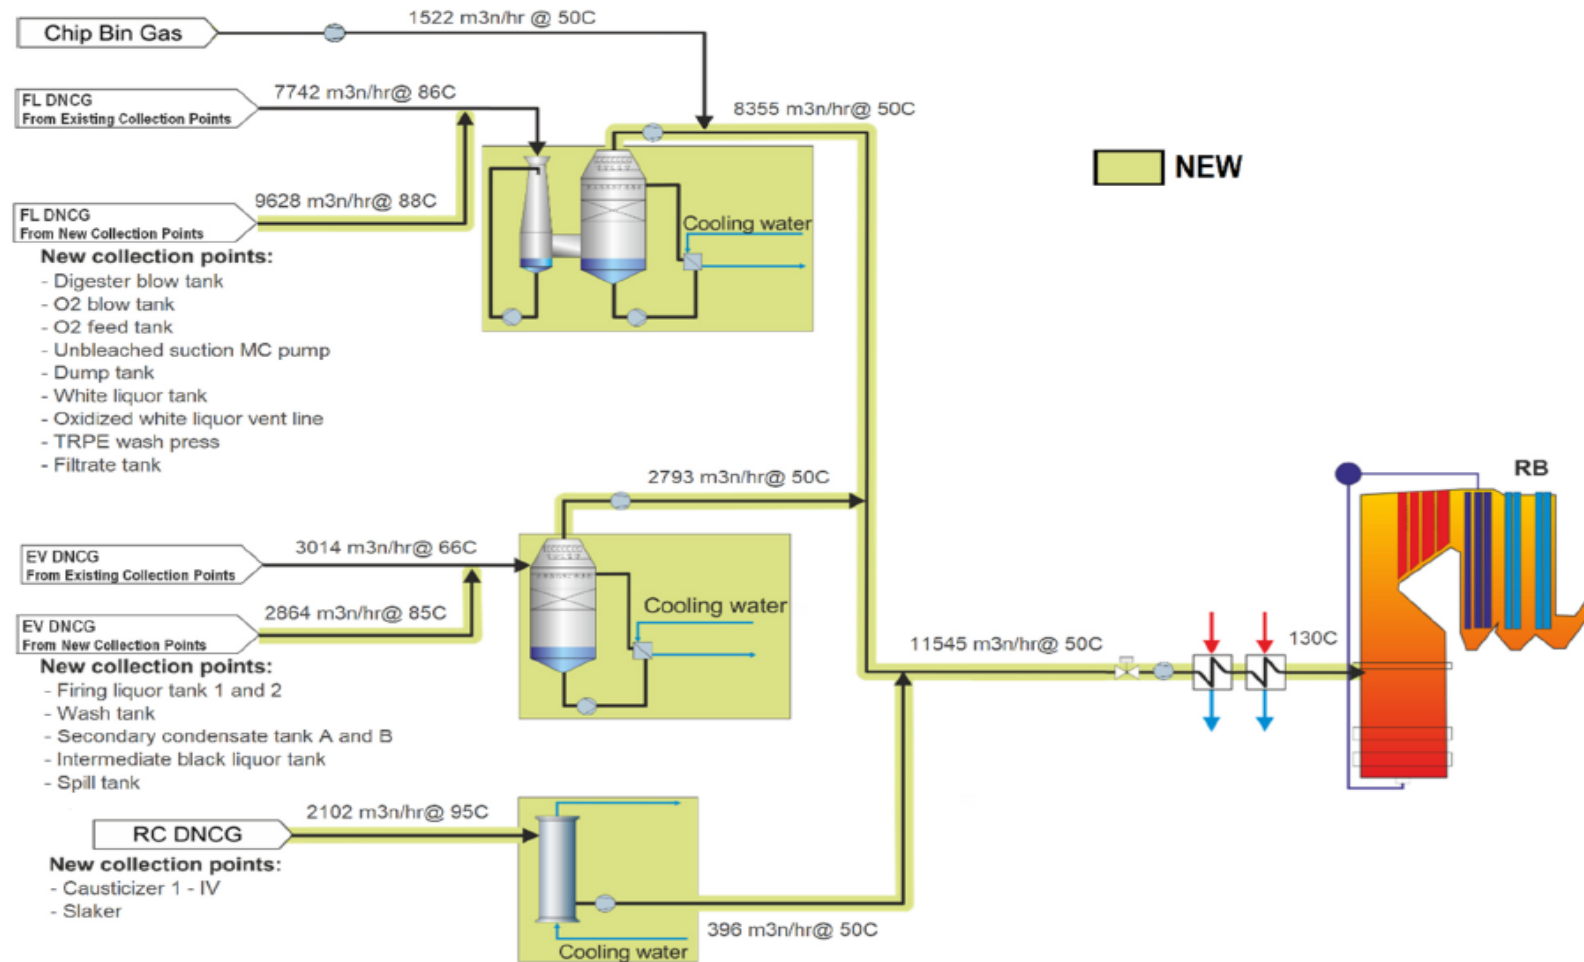 1522 m3n/hr @ 50C
Chip Bin Gas
7742 m3n/hr@ 86C
FL DNCG
From Existing Collection Points
8355 m3n/hr@ 50C
NEW
9628 m3n/hr@ 88C
FL DNCG
From New Collection Points
Cooling water
New collection points:
- Digester blow tank
- O2 blow tank
- O2 feed tank
- Unbleached suction MC pump
- Dump tank
- White liquor tank
- Oxidized white liquor vent line
- TRPE wash press
- Filtrate tank
2793 m3n/hr@ 50C
RB
3014 m3n/hr@ 66C
EV DNCG
From Existing Collection Points
2864 m3n/hr@ 85C
Cooling water
EV DNCG
From New Collection Points
11545 m3n/hr@ 50C
130C
New collection points:
- Firing liquor tank 1 and 2
- Wash tank
- Secondary condensate tank A and B
- Intermediate black liquor tank
- Spill tank
2102 m3n/hr@ 95C
RC DNCG
New collection points:
- Causticizer 1 - IV
- Slaker
396 m3n/hr@ 50C
Cooling water